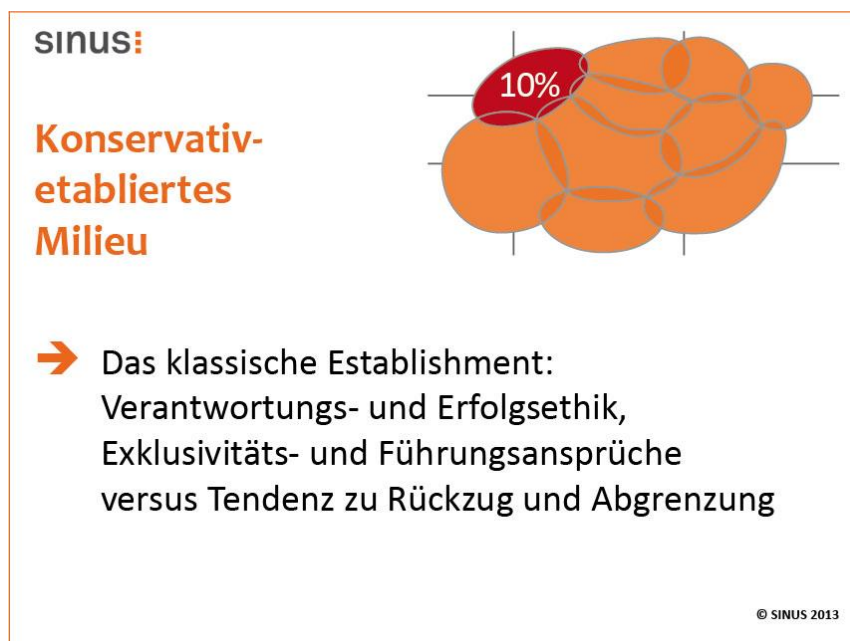 sınus:
10%
Konservativ-
etabliertes
Milieu
Das klassische Establishment:
Verantwortungs- und Erfolgsethik,
Exklusivitäts- und Führungsansprüche
versus Tendenz zu Rückzug und Abgrenzung
© SINUS 2013